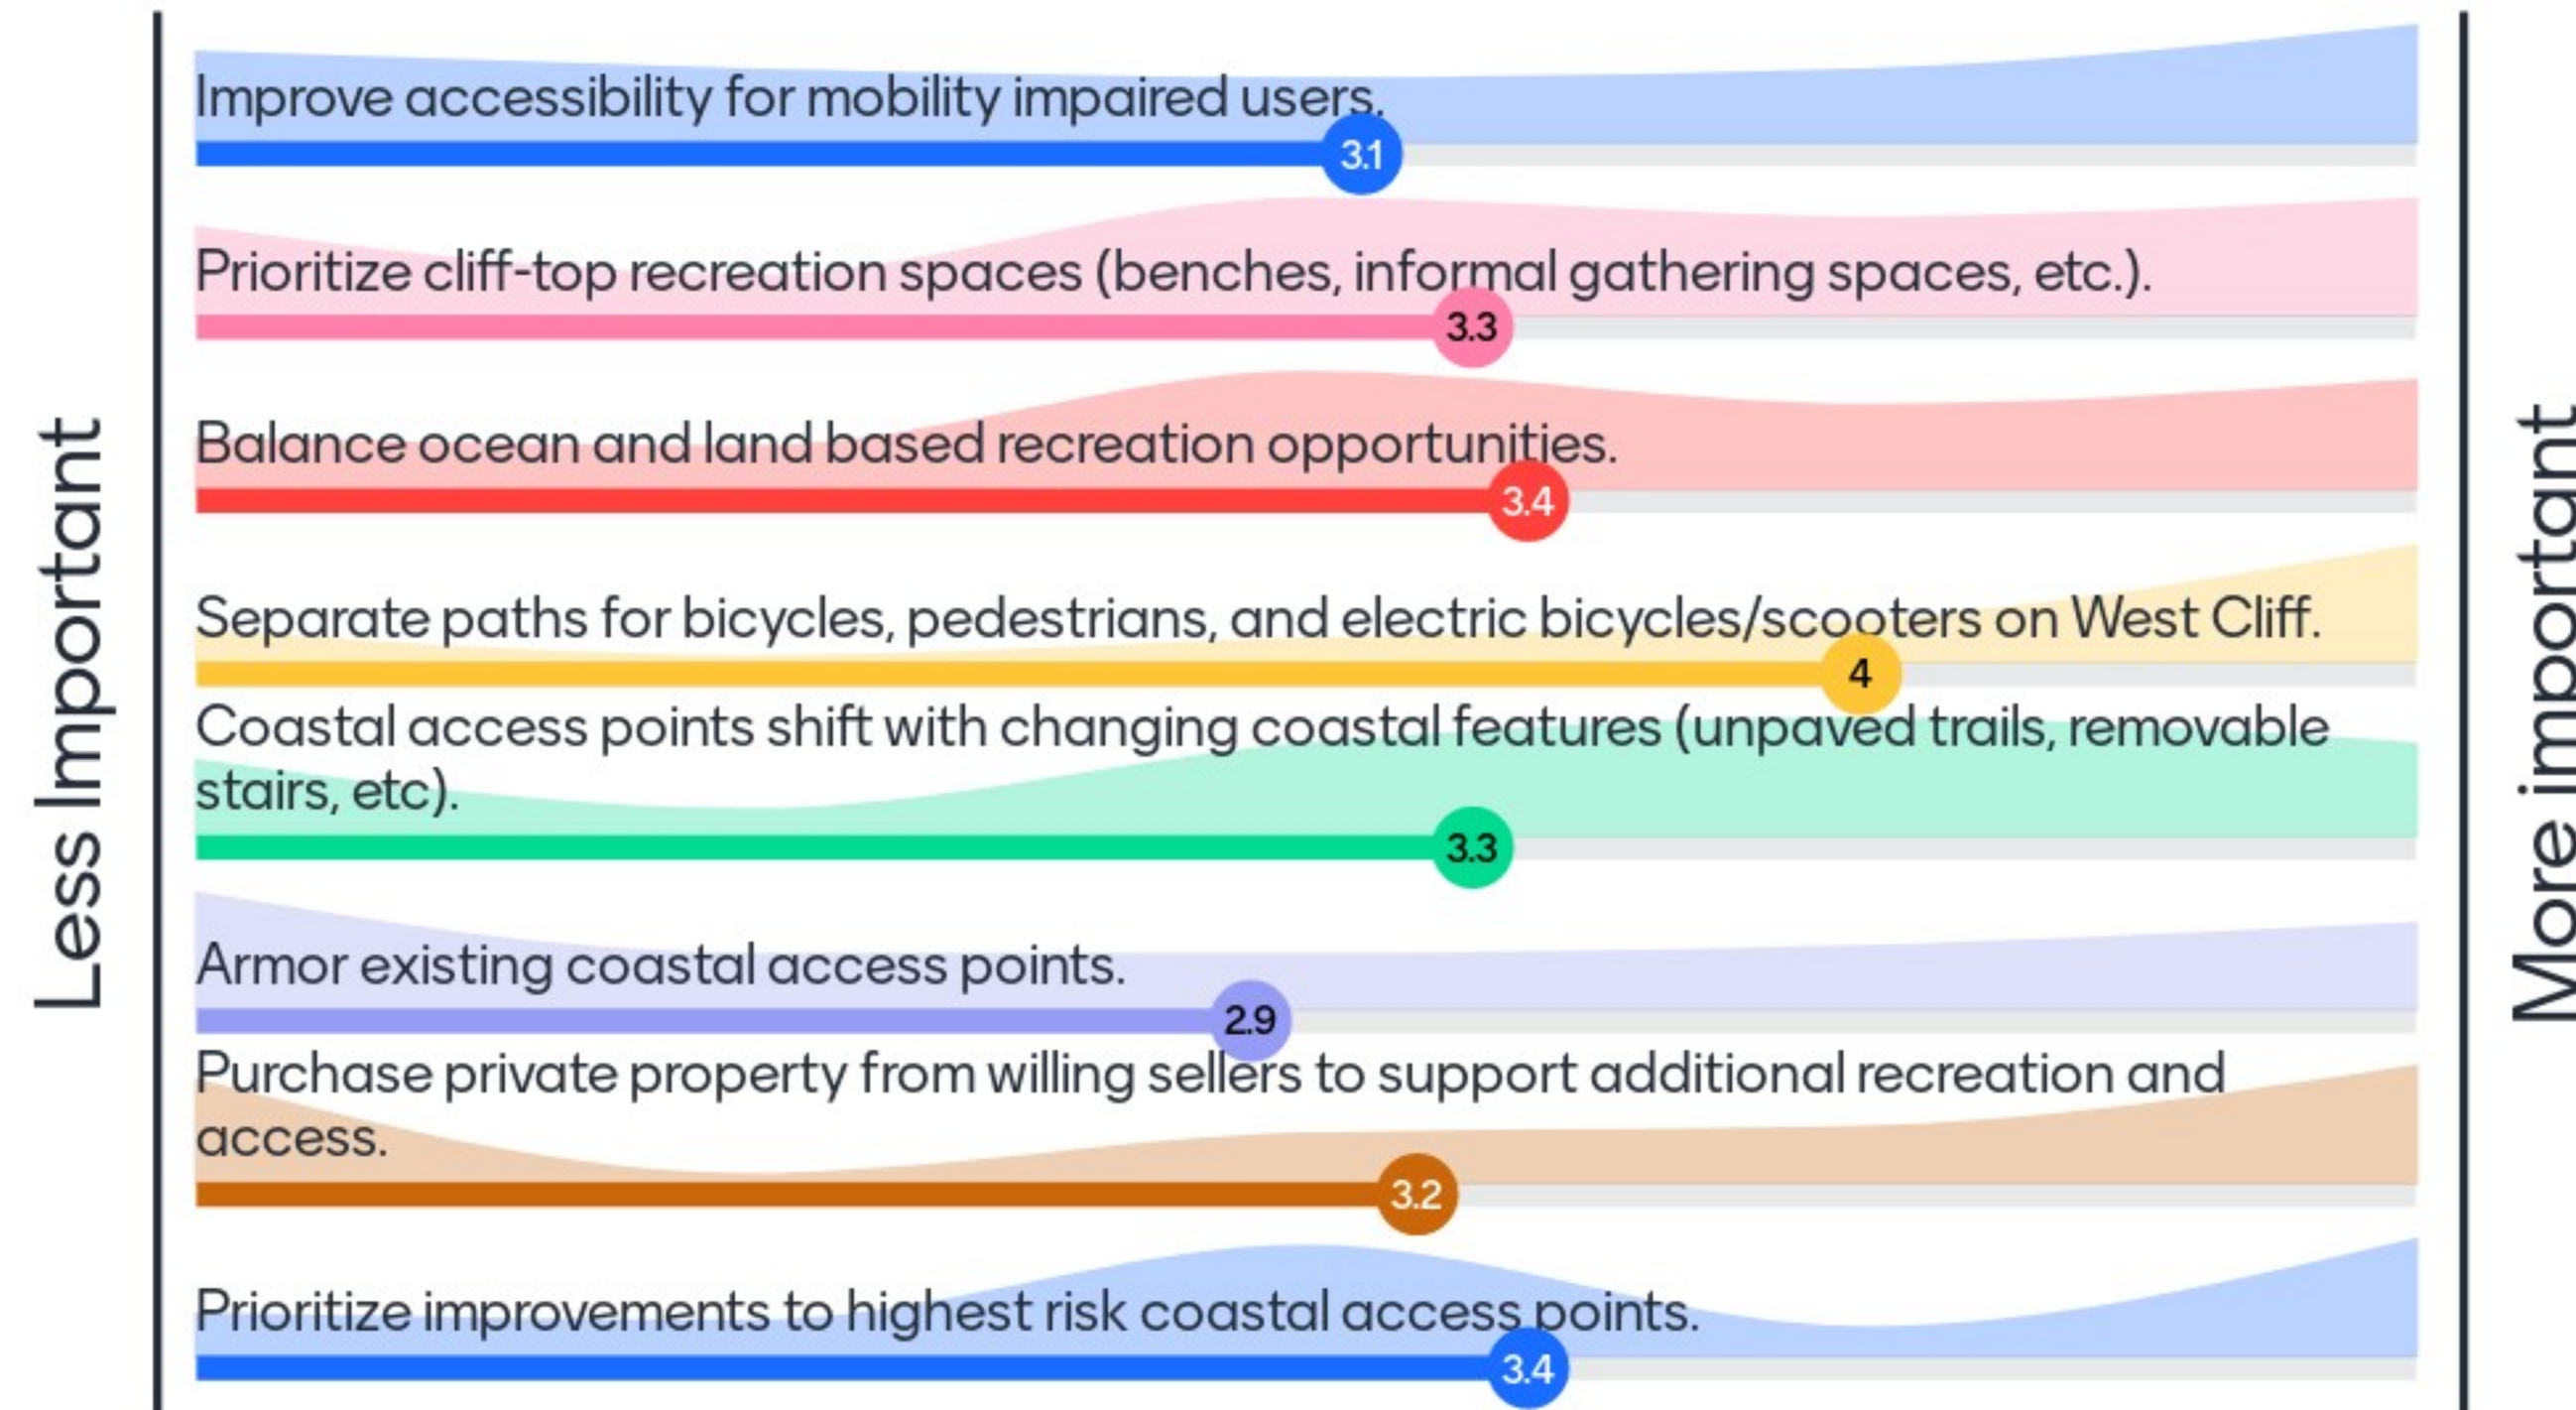 Less Important
More important
Improve accessibility for mobility impaired users.
3.1
Prioritize cliff-top recreation spaces (benches, informal gathering spaces, etc.).
3.3
Balance ocean and land based recreation opportunities.
3.4
Separate paths for bicycles, pedestrians, and electric bicycles/scooters on West Cliff.
4
Coastal access points shift with changing coastal features (unpaved trails, removable
stairs, etc).
3.3
Armor existing coastal access points.
2.9
Purchase private property from willing sellers to support additional recreation and
access.
3.2
Prioritize improvements to highest risk coastal access points.
3.4